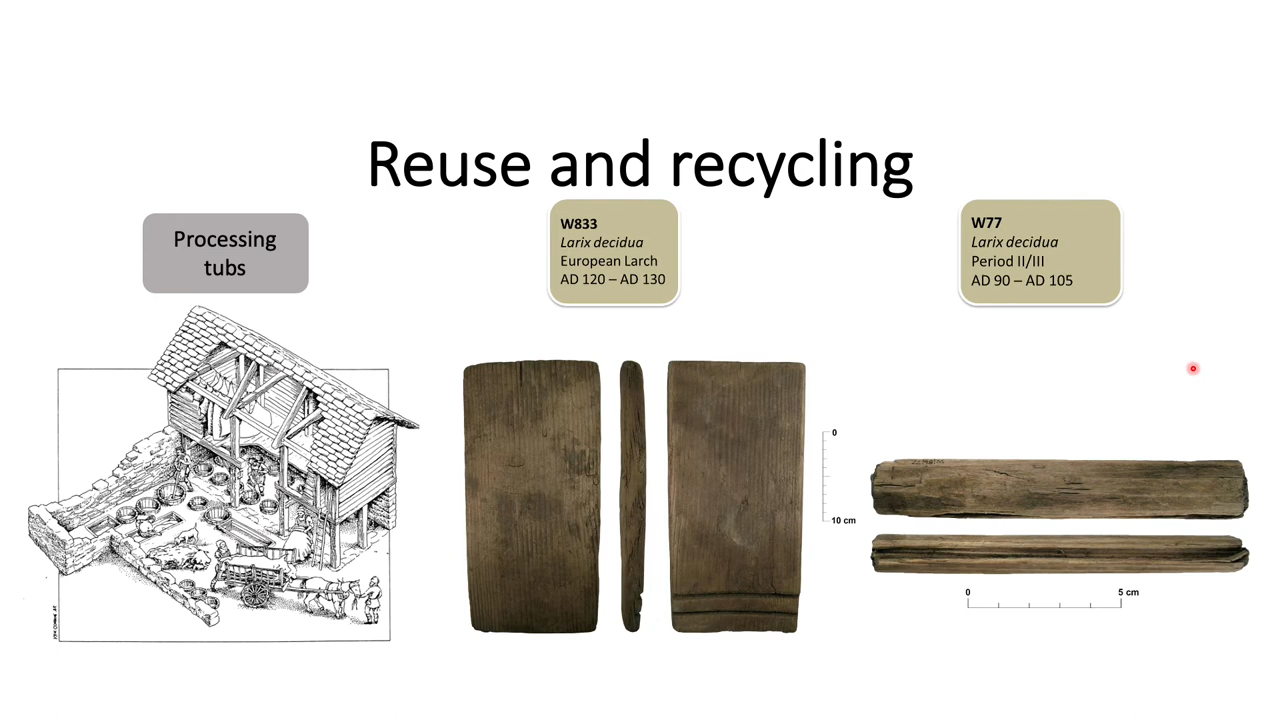 Reuse and recycling
Processing
tubs
W833
Larix decidua
European Larch
AD 120 – AD 130
W77
Larix decidua
Period II/III
AD 90 – AD 105
0
10 cm
0
5 cm